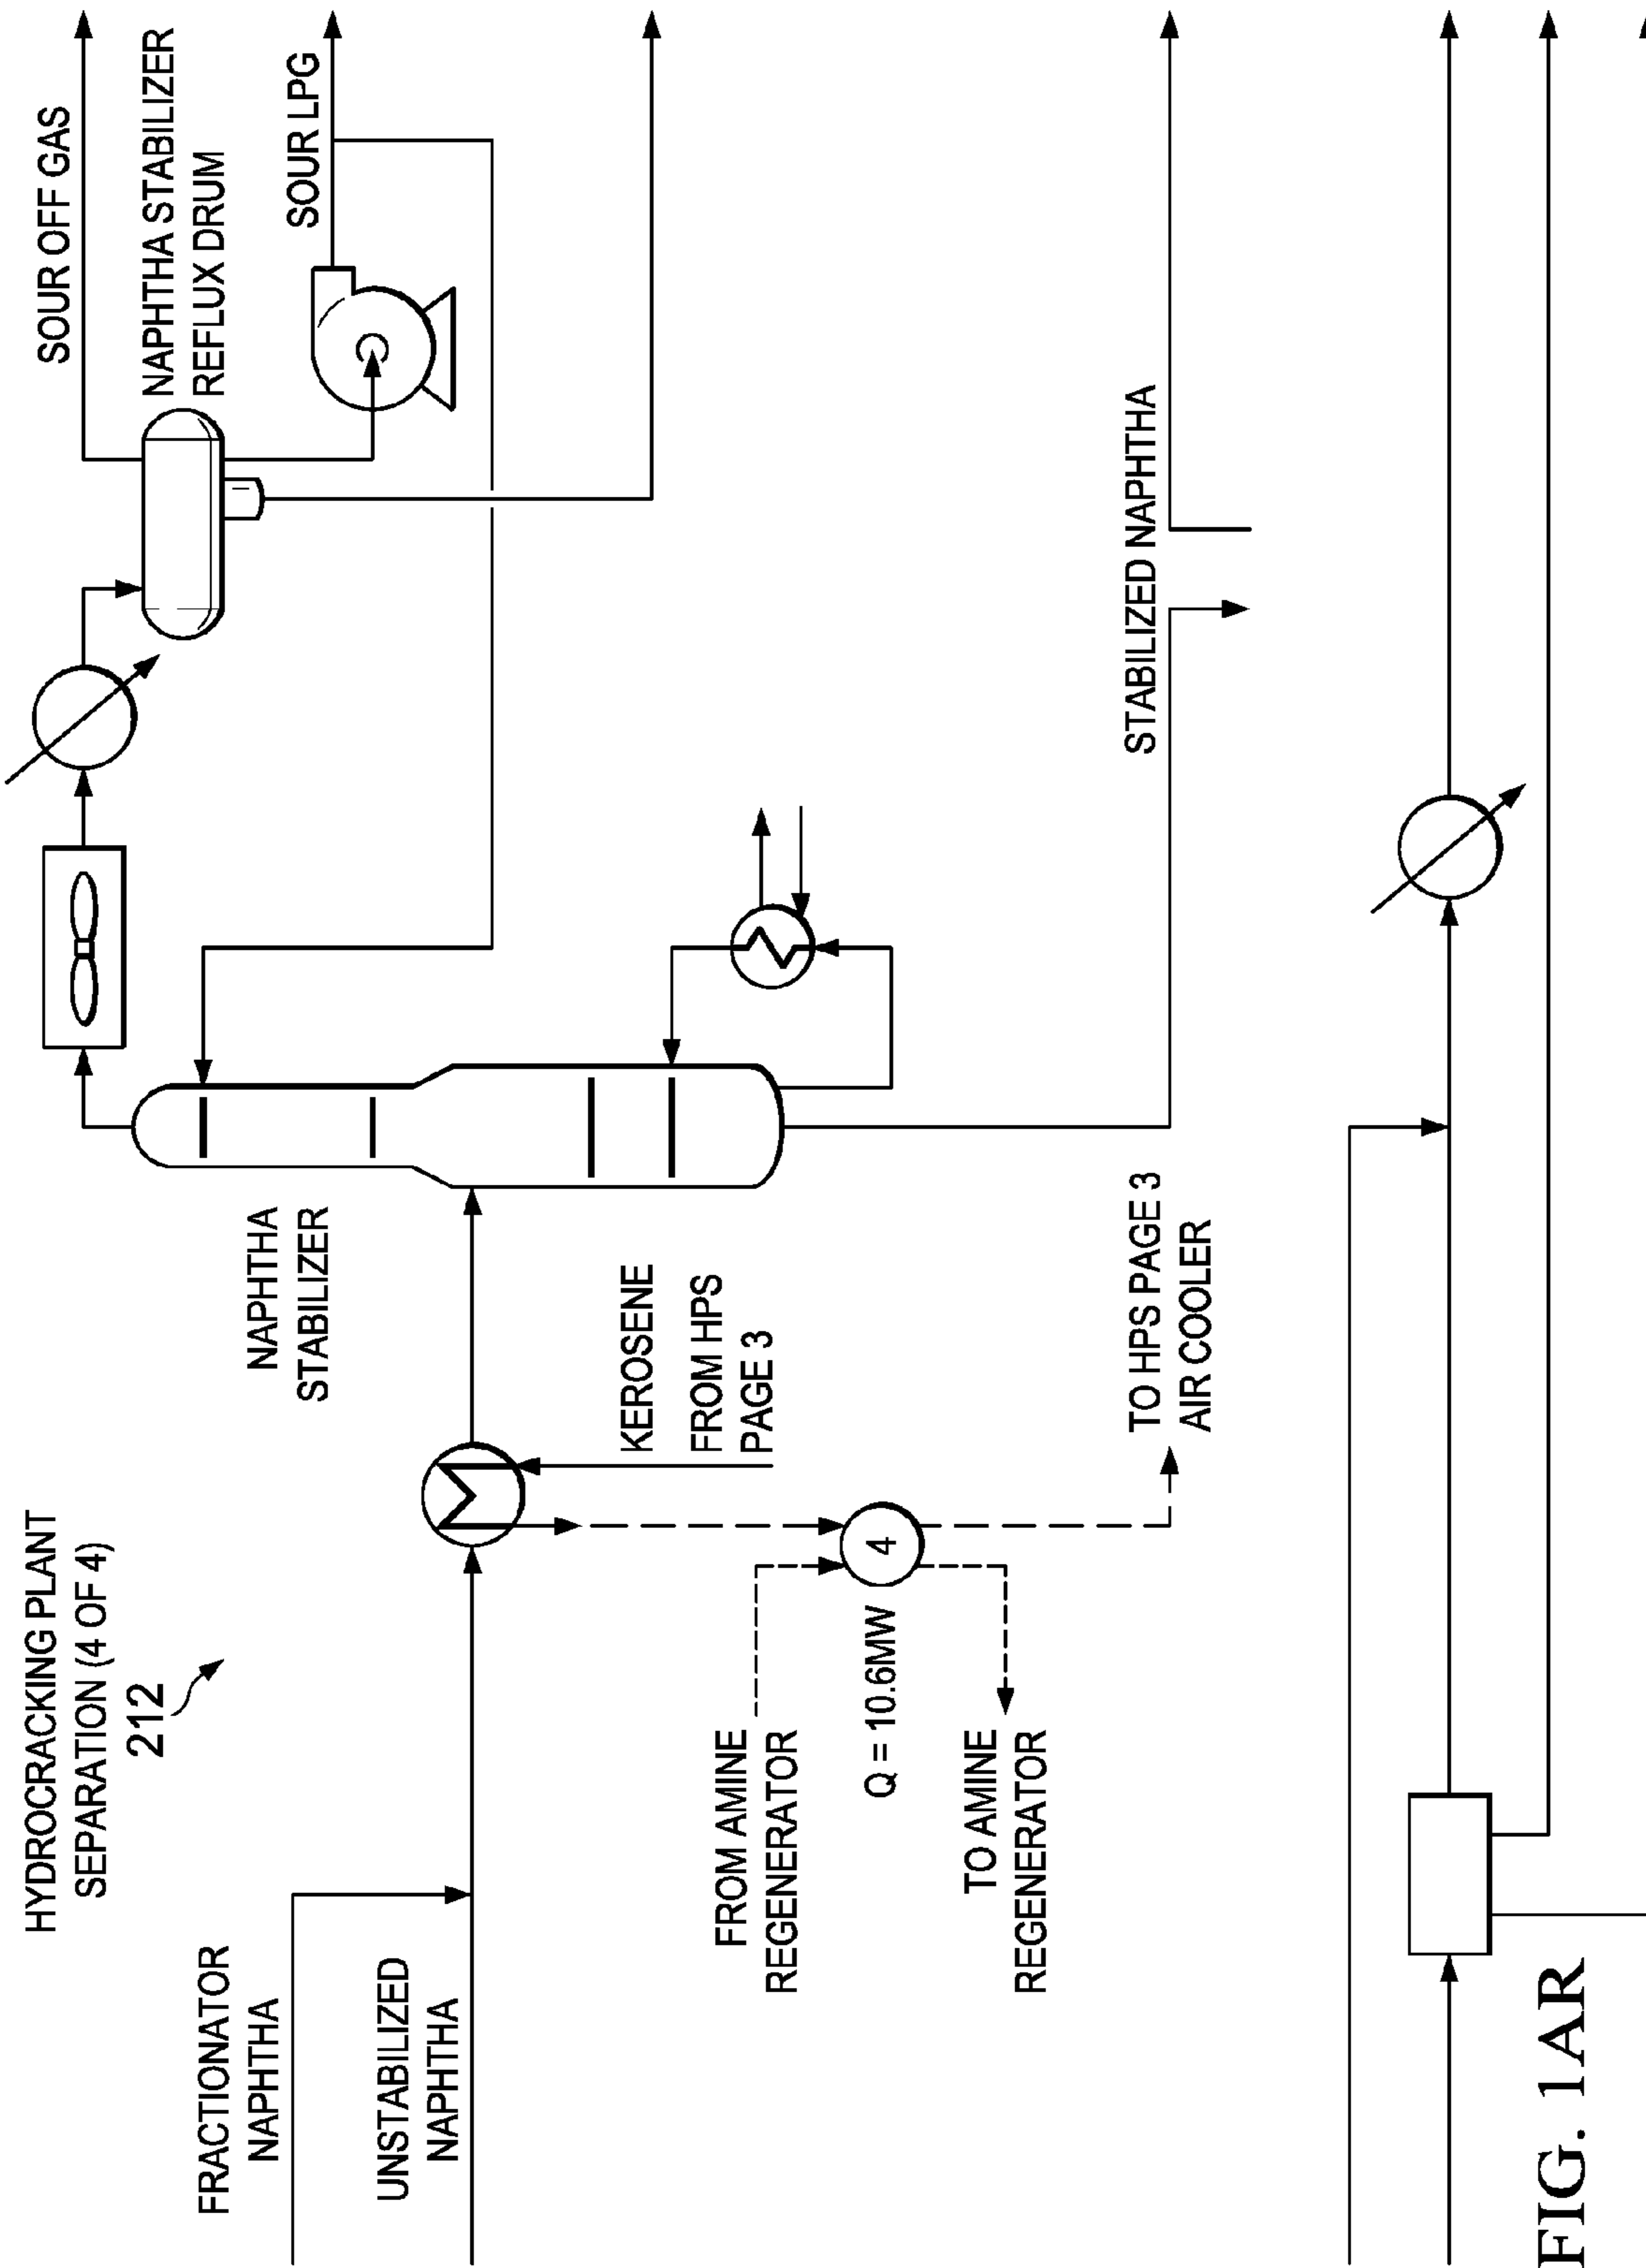 HYDROCRACKING PLANT
SEPARATION (4 OF 4)
212
FRACTIONATOR
NAPHTHA
UNSTABILIZED
NAPHTHA
NAPHTHA
STABILIZER
KEROSENE
FROM HPS
PAGE 3
FROM AMINE
REGENERATOR
4
Q = 10.6MW
TO AMINE
REGENERATOR
TO HPS PAGE 3
AIR COOLER
SOUR OFF GAS
NAPHTHA STABILIZER
REFLUX DRUM
SOUR LPG
STABILIZED NAPHTHA
FIG. 1AR